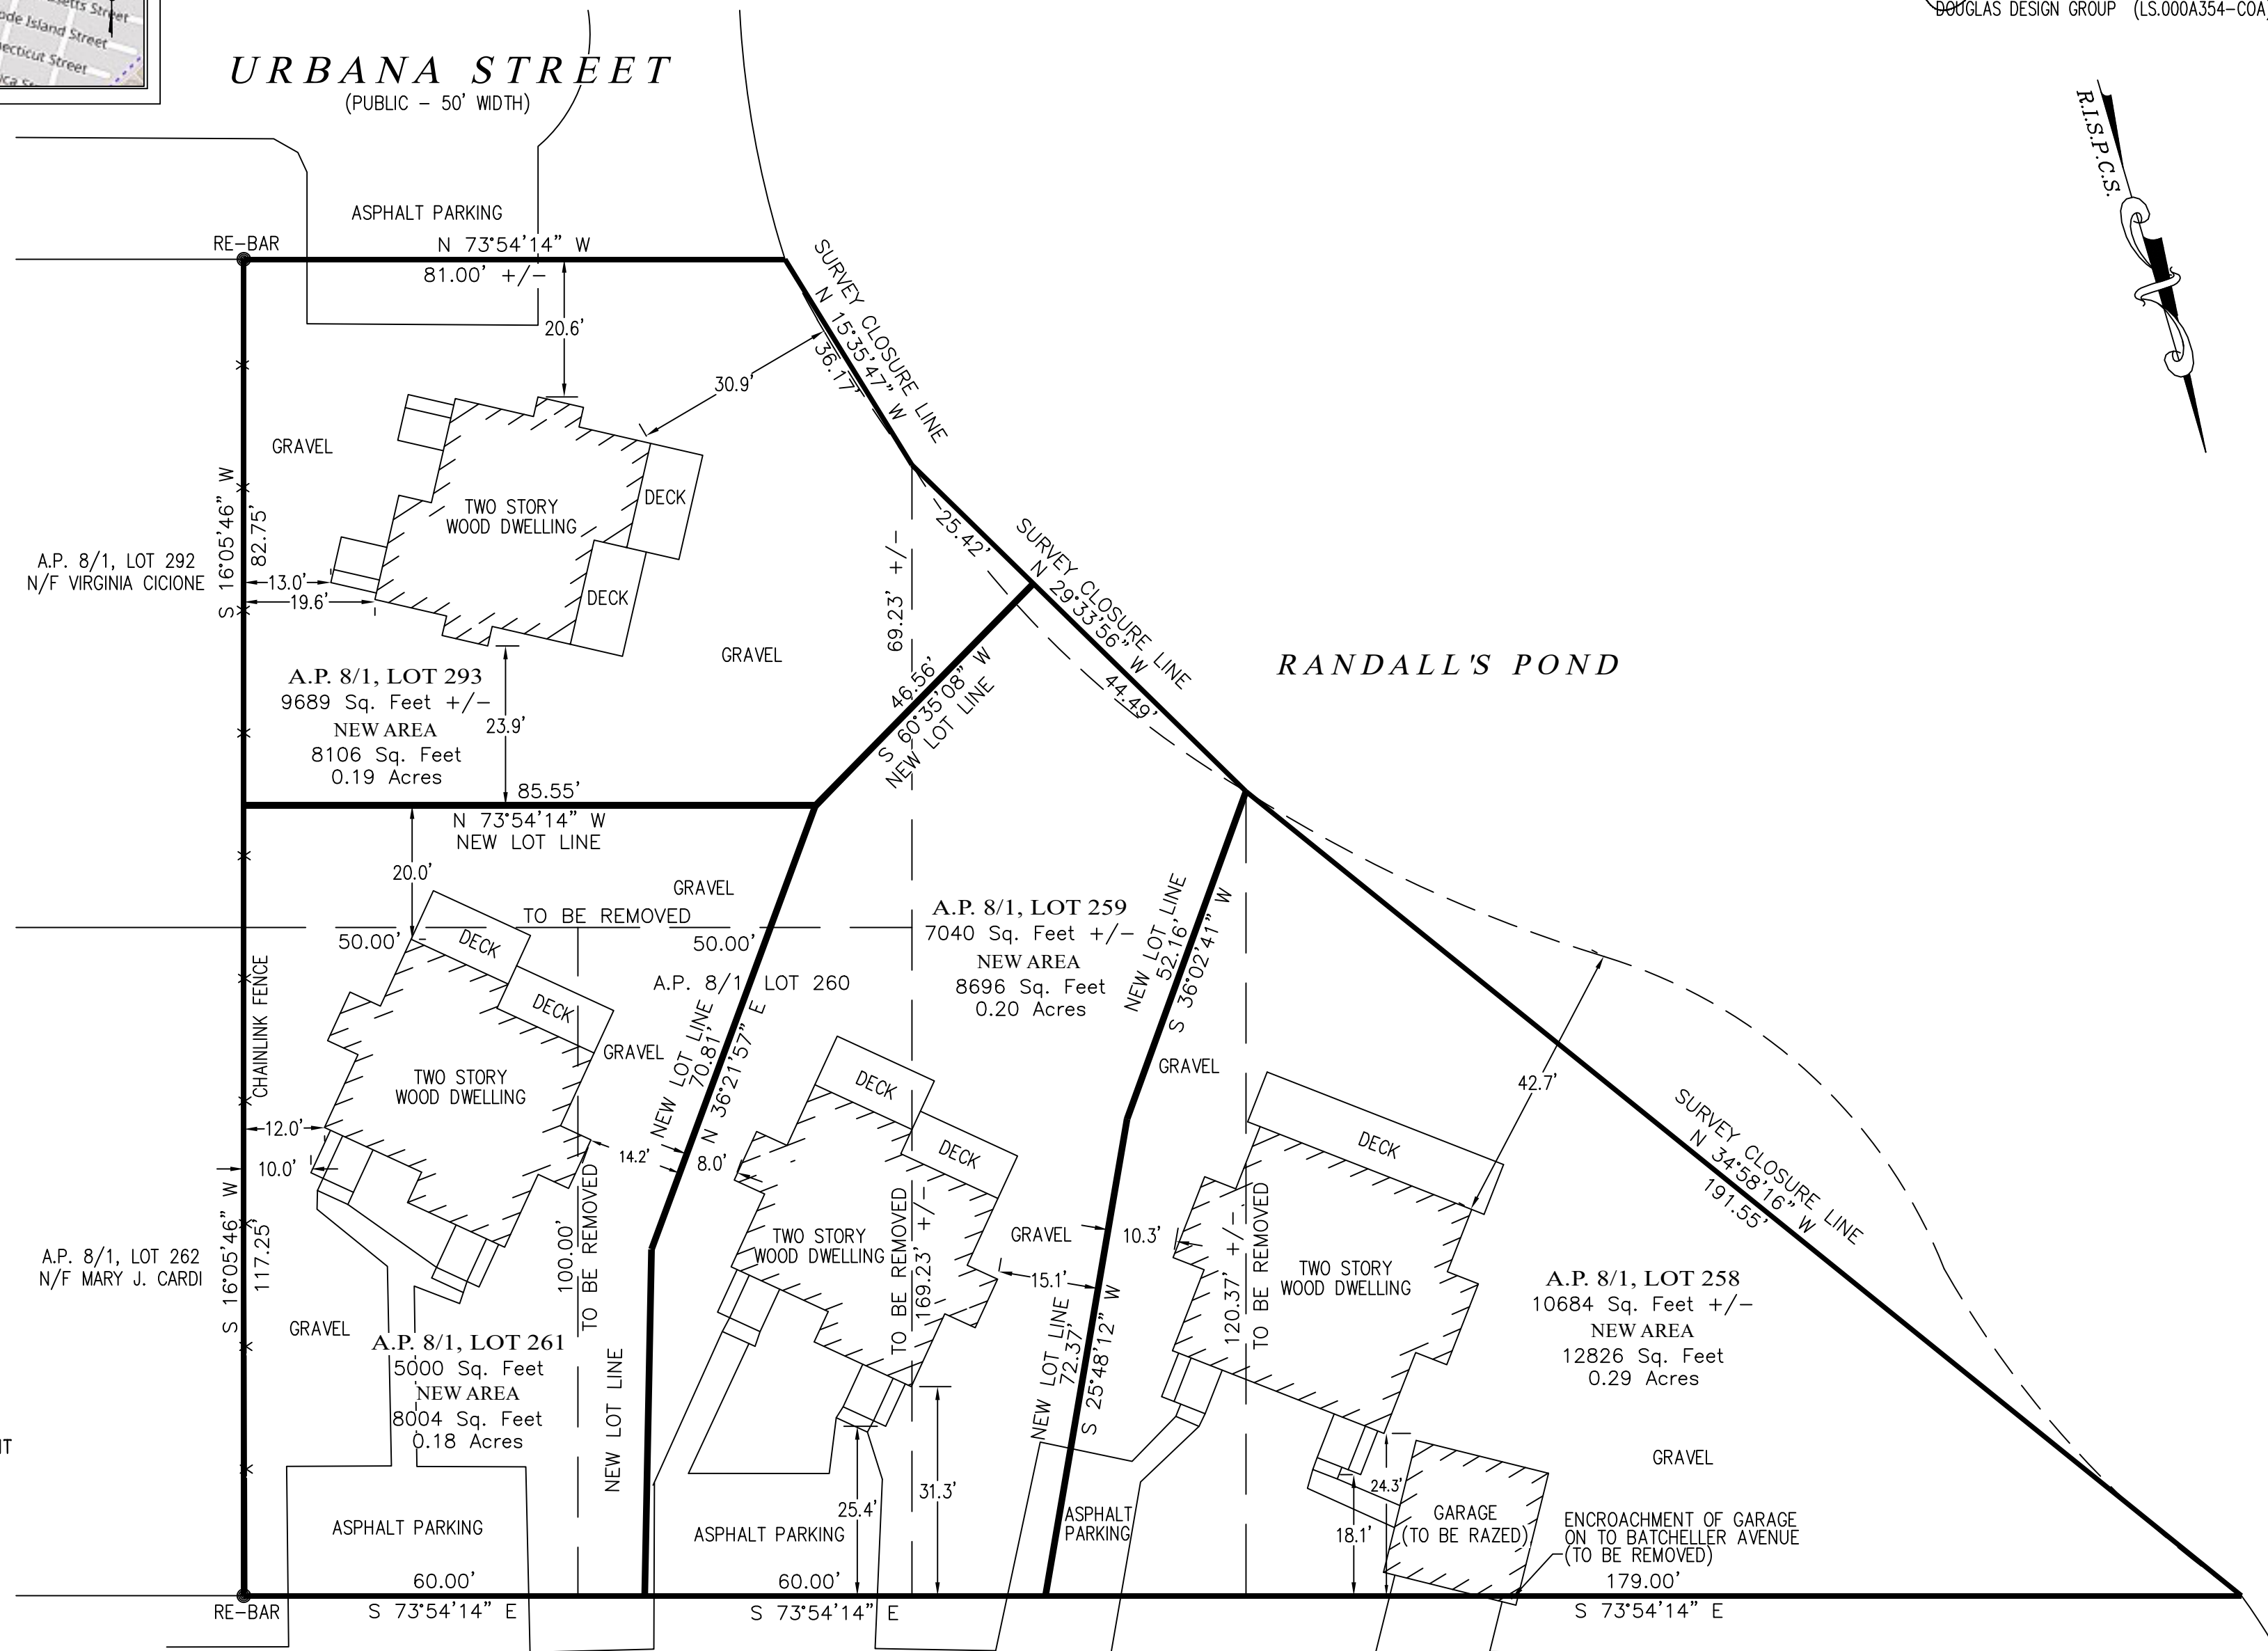 Island Street
DOUGLAS DESIGN GROUP (LS.000A354-COA
URBANA STREET
(PUBLIC - 50' WIDTH)
R.I.S.P.C.S.
ASPHALT PARKING
RE-BAR
N 73°54'14" W
81.00' +/-
20.6'
30.9'
SURVEY CLOSURE LINE
N 15°35'47" W
36.17'
GRAVEL
TWO STORY
WOOD DWELLING
DECK
DECK
S 16°05'46" W
82.75'
A.P. 8/1, LOT 292
N/F VIRGINIA CICIONE
13.0'
19.6'
25.42'
SURVEY CLOSURE LINE
N 29°33'56" W
44.49'
69.23' +/-
GRAVEL
RANDALL'S POND
A.P. 8/1, LOT 293
9689 Sq. Feet +/-
NEW AREA
8106 Sq. Feet
0.19 Acres
23.9'
46.56'
S 60°35'08" W
NEW LOT LINE
85.55'
N 73°54'14" W
NEW LOT LINE
20.0'
GRAVEL
TO BE REMOVED
50.00'
50.00'
A.P. 8/1 LOT 260
A.P. 8/1, LOT 259
7040 Sq. Feet +/-
NEW AREA
8696 Sq. Feet
0.20 Acres
NEW LOT LINE
52.16'
S 36°02'41" W
CHAINLINK FENCE
DECK
DECK
GRAVEL
TWO STORY
WOOD DWELLING
NEW LOT LINE
70.81'
N 36°21'57" E
12.0'
10.0'
14.2'
8.0'
DECK
DECK
GRAVEL
DECK
42.7'
SURVEY CLOSURE LINE
N 34°58'16" W
191.55'
S 16°05'46" W
117.25'
A.P. 8/1, LOT 262
N/F MARY J. CARDI
100.00'
TO BE REMOVED
TWO STORY
WOOD DWELLING
TO BE REMOVED
169.23' +/-
GRAVEL
10.3'
15.1'
120.37' +/-
TO BE REMOVED
TWO STORY
WOOD DWELLING
A.P. 8/1, LOT 258
10684 Sq. Feet +/-
NEW AREA
12826 Sq. Feet
0.29 Acres
GRAVEL
A.P. 8/1, LOT 261
5000 Sq. Feet
NEW AREA
8004 Sq. Feet
0.18 Acres
NEW LOT LINE
NEW LOT LINE
72.37'
S 25°48'12" W
31.3'
25.4'
24.3'
18.1'
GRAVEL
ASPHALT PARKING
ASPHALT PARKING
ASPHALT
PARKING
GARAGE
(TO BE RAZED)
ENCROACHMENT OF GARAGE
ON TO BATCHELLER AVENUE
(TO BE REMOVED)
60.00'
60.00'
179.00'
RE-BAR
S 73°54'14" E
S 73°54'14" E
S 73°54'14" E